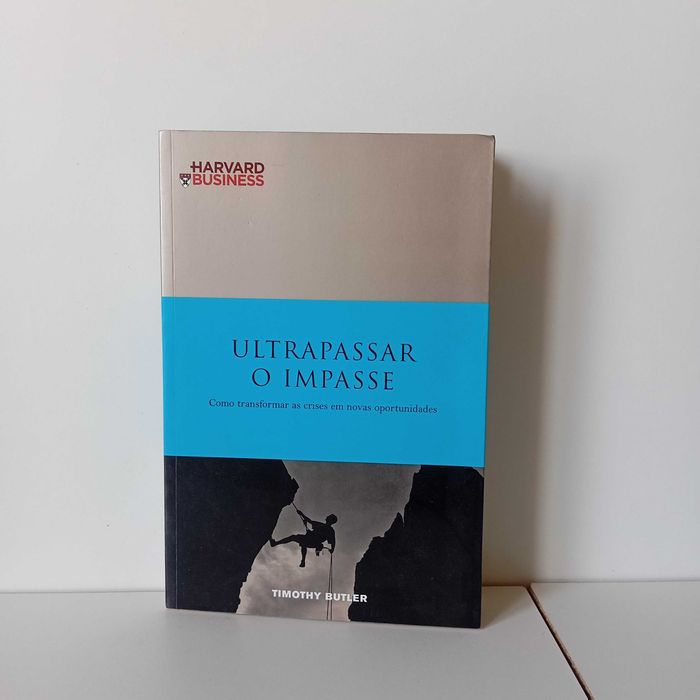 HARVARD
BUSINESS
ULTRAPASSAR
O IMPASSE
Como transformar as crises em novas oportunidades
TIMOTHY BUTLER